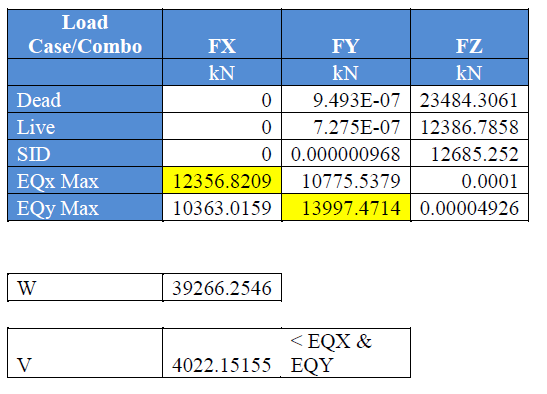 Load
Case/Combo FX FY FZ
kN kN kN
Dead 0 9.493E-07 23484.3061
Live 0 7.275E-07 12386.7858
SID 0 0.000000968 12685.252
EQx Max 12356.8209 10775.5379 0.0001
EQy Max 10363.0159 13997.4714 0.00004926
W 39266.2546
< EQX &
V 4022.15155 EQY